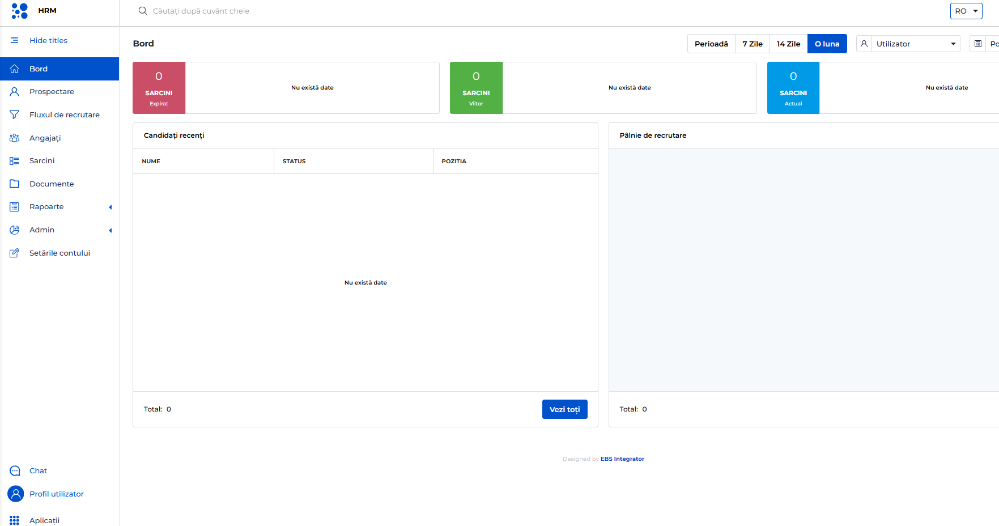 HRM
Căutați după cuvânt cheie
RO
Hide titles
Bord
Prospectare
Fluxul de recrutare
Angajați
Sarcini
Documente
Rapoarte
Admin
Setările contului
Chat
Profil utilizator
Aplicații
Bord
Perioadă 7 Zile 14 Zile O luna Utilizator Po
0
SARCINI
Expirat
Nu există date
0
SARCINI
Viitor
Nu există date
0
SARCINI
Actual
Nu există date
Candidați recenți
NUME STATUS POZITIA
Nu există date
Total: 0
Vezi toți
Pâlnie de recrutare
Total: 0
Designed by EBS Integrator